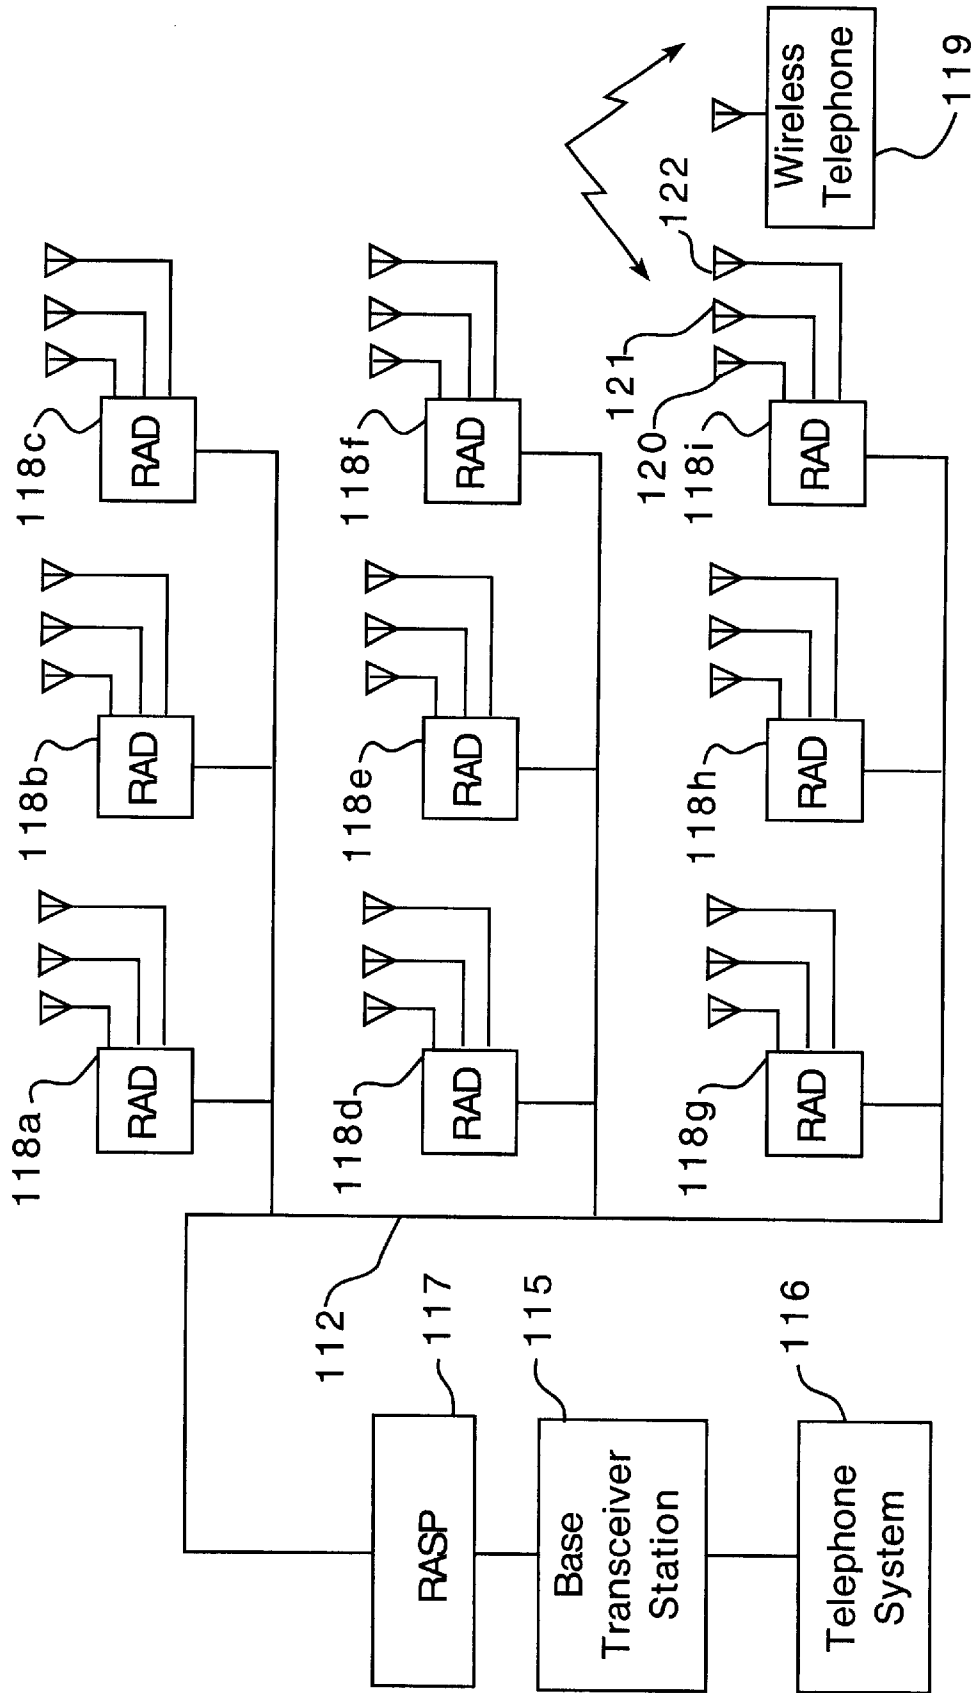 118a
118b
118c
RAD
RAD
RAD
118d
118e
118f
RAD
RAD
RAD
112
RASP
117
Base
Transceiver
Station
115
Telephone
System
116
118g
118h
118i
120
121
122
RAD
RAD
RAD
Wireless
Telephone
119